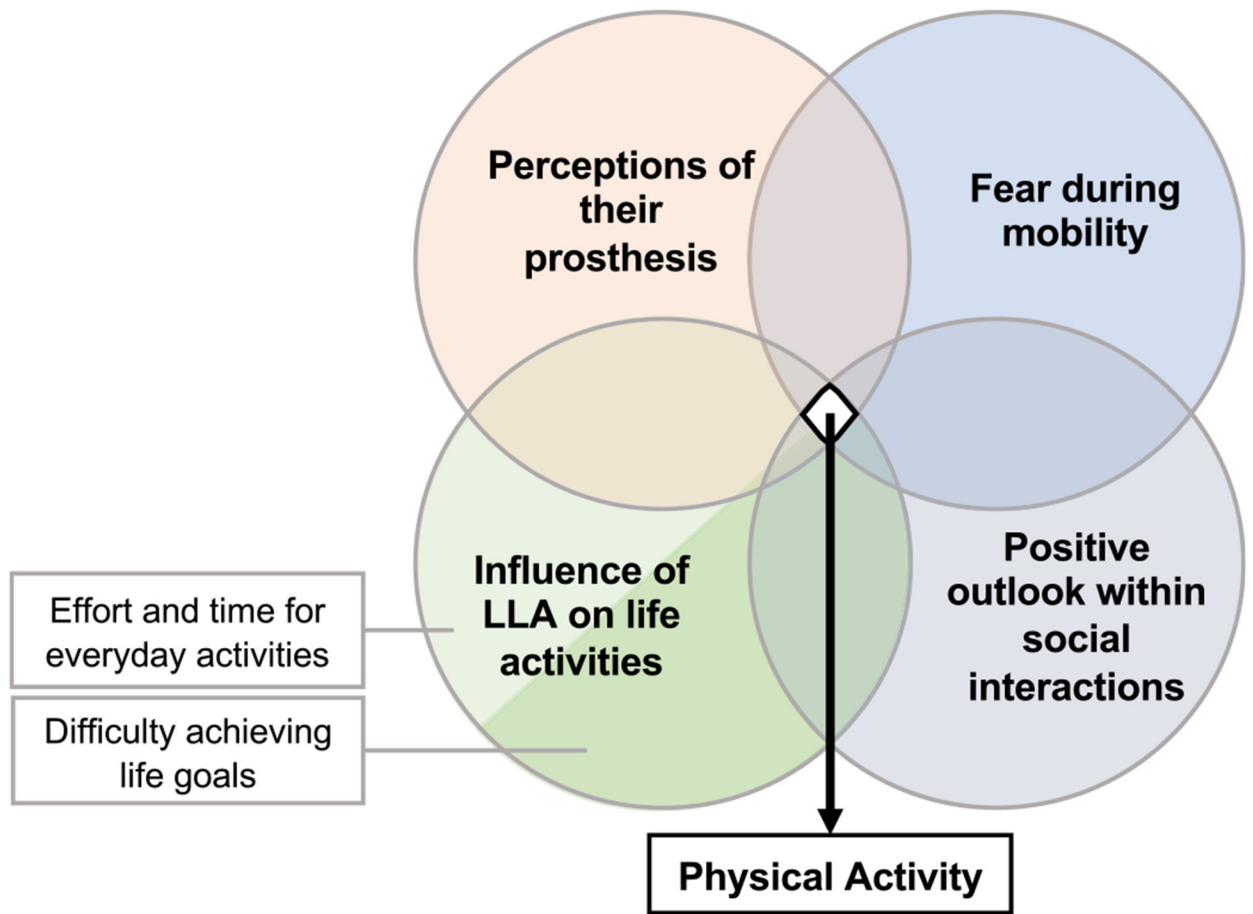 Perceptions of
their
prosthesis
Fear during
mobility
Influence of
LLA on life
activities
Positive
outlook within
social
interactions
Effort and time for
everyday activities
Difficulty achieving
life goals
Physical Activity